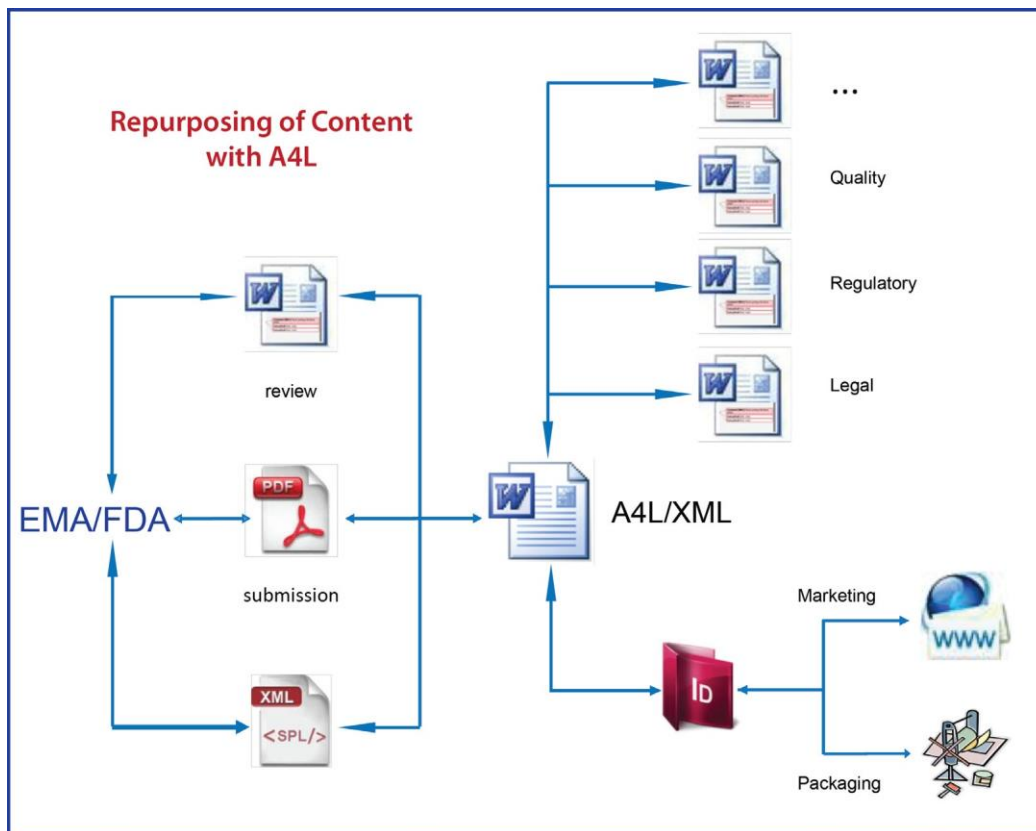 Repurposing of Content
with A4L
...
Quality
Regulatory
Legal
W
W
W
W
W
review
EMA/FDA
PDF
submission
W
A4L/XML
XML
<SPL/>
ID
Marketing
WWW
Packaging